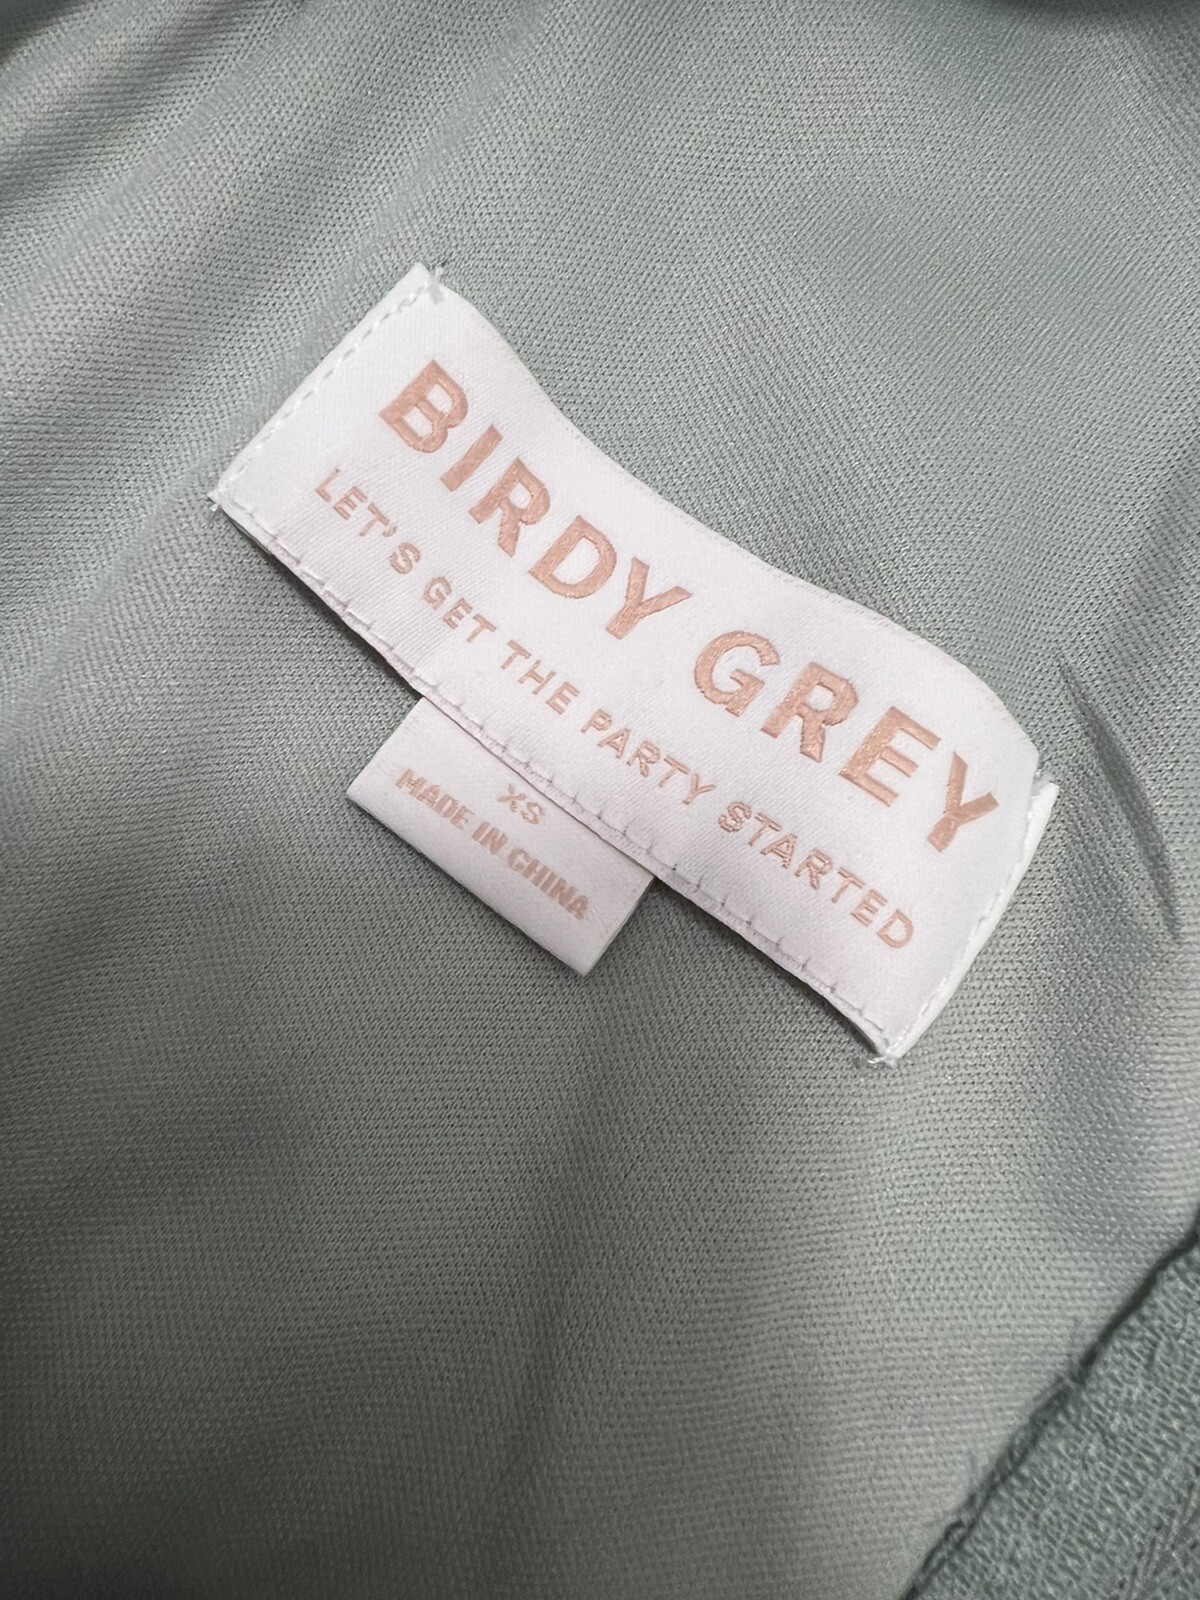 BIRDY GREY
LET'S GET THE PARTY STARTED
XS
MADE IN CHINA